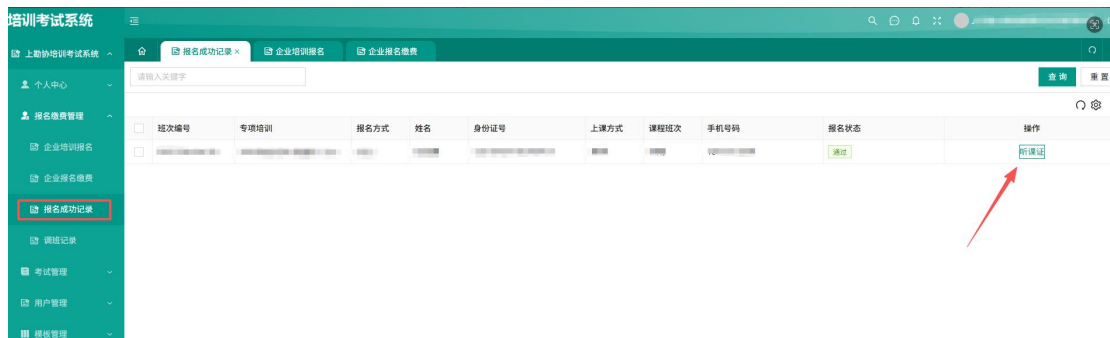 培训考试系统
上勘协培训考试系统
报名成功记录 ×
企业培训报名
企业报名缴费
个人中心
请输入关键字
查 询
重 置
报名缴费管理
班次编号
专项培训
报名方式
姓名
身份证号
上课方式
课程班次
手机号码
报名状态
操作
企业培训报名
通过
听课证
企业报名缴费
报名成功记录
调班记录
考试管理
用户管理
模板管理